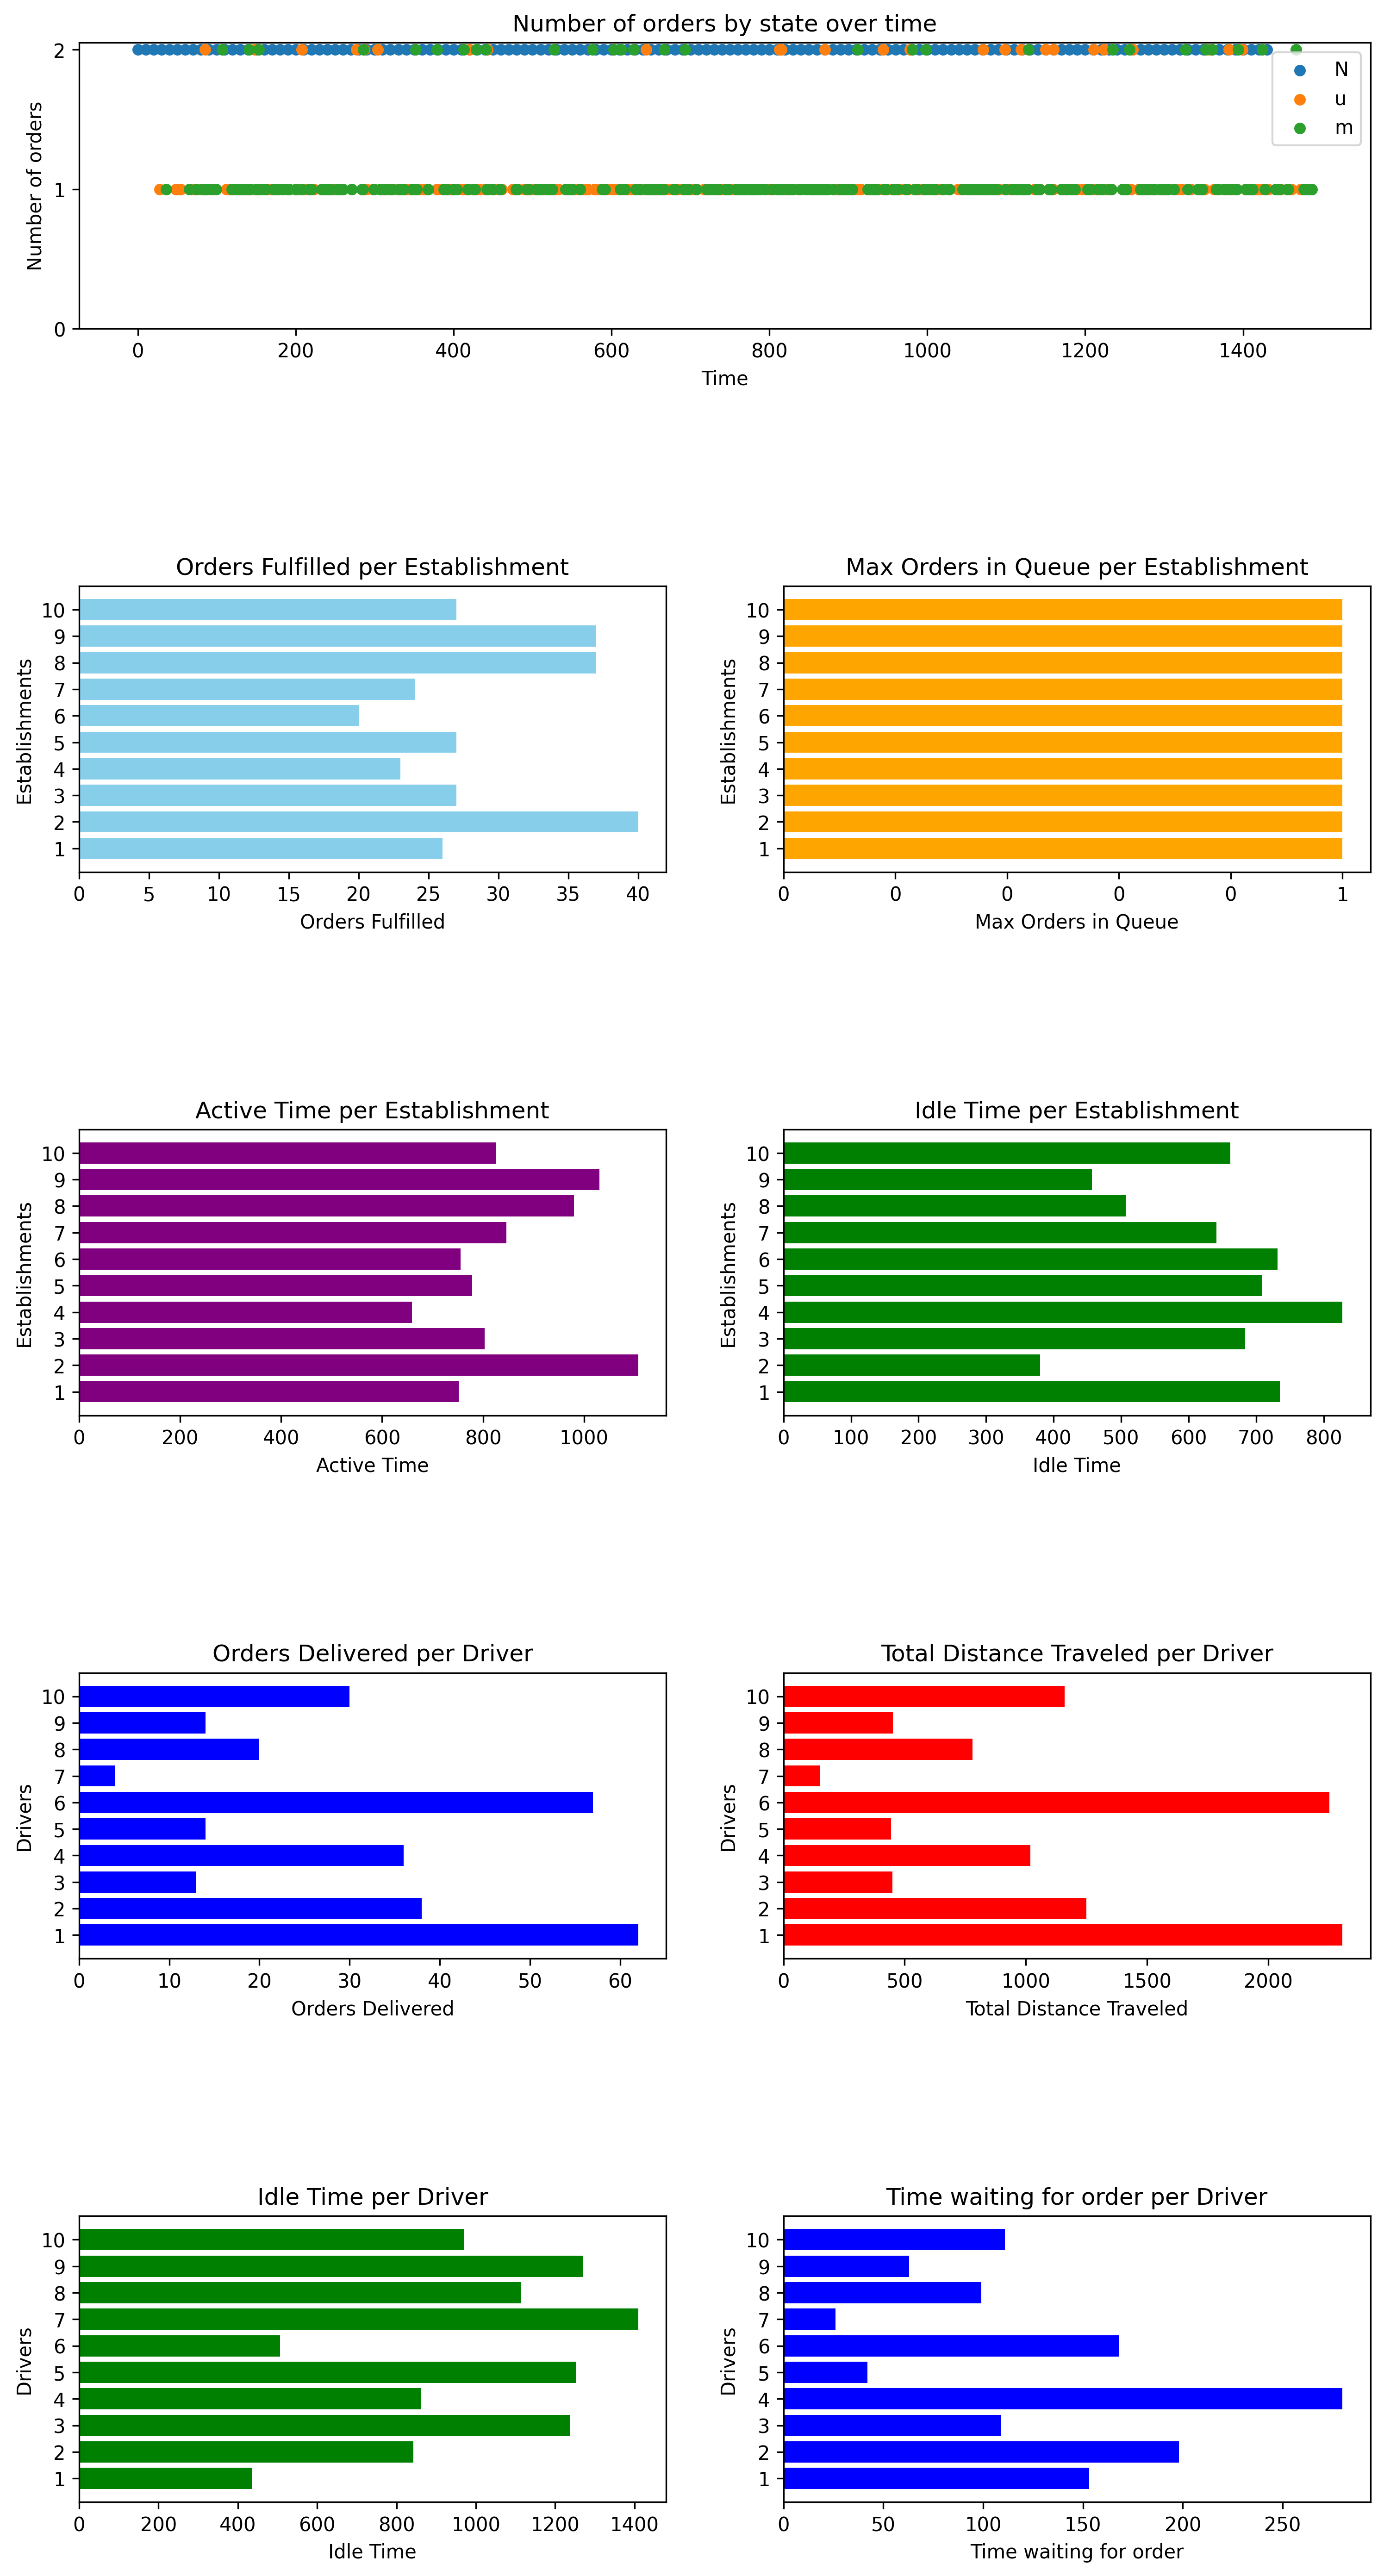 Number of orders by state over time
Number of orders
2
1
0
N
u
m
0 200 400 600 800 1000 1200 1400
Time
Orders Fulfilled per Establishment
Establishments
10
9
8
7
6
5
4
3
2
1
0 5 10 15 20 25 30 35 40
Orders Fulfilled
Max Orders in Queue per Establishment
Establishments
10
9
8
7
6
5
4
3
2
1
0 0 0 0 0 1
Max Orders in Queue
Active Time per Establishment
Establishments
10
9
8
7
6
5
4
3
2
1
0 200 400 600 800 1000
Active Time
Idle Time per Establishment
Establishments
10
9
8
7
6
5
4
3
2
1
0 100 200 300 400 500 600 700 800
Idle Time
Orders Delivered per Driver
Drivers
10
9
8
7
6
5
4
3
2
1
0 10 20 30 40 50 60
Orders Delivered
Total Distance Traveled per Driver
Drivers
10
9
8
7
6
5
4
3
2
1
0 500 1000 1500 2000
Total Distance Traveled
Idle Time per Driver
Drivers
10
9
8
7
6
5
4
3
2
1
0 200 400 600 800 1000 1200 1400
Idle Time
Time waiting for order per Driver
Drivers
10
9
8
7
6
5
4
3
2
1
0 50 100 150 200 250
Time waiting for order